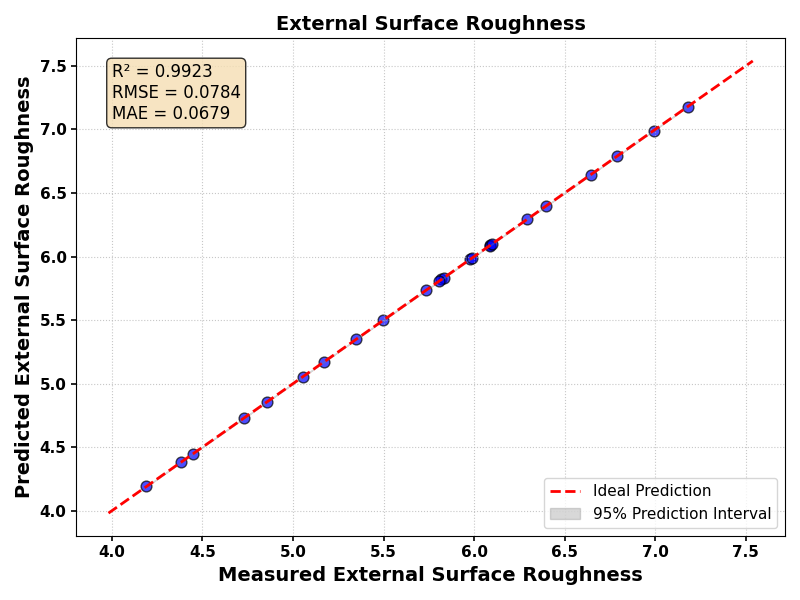 External Surface Roughness
R² = 0.9923
RMSE = 0.0784
MAE = 0.0679
Predicted External Surface Roughness
7.5
7.0
6.5
6.0
5.5
5.0
4.5
4.0
Ideal Prediction
95% Prediction Interval
4.0 4.5 5.0 5.5 6.0 6.5 7.0 7.5
Measured External Surface Roughness